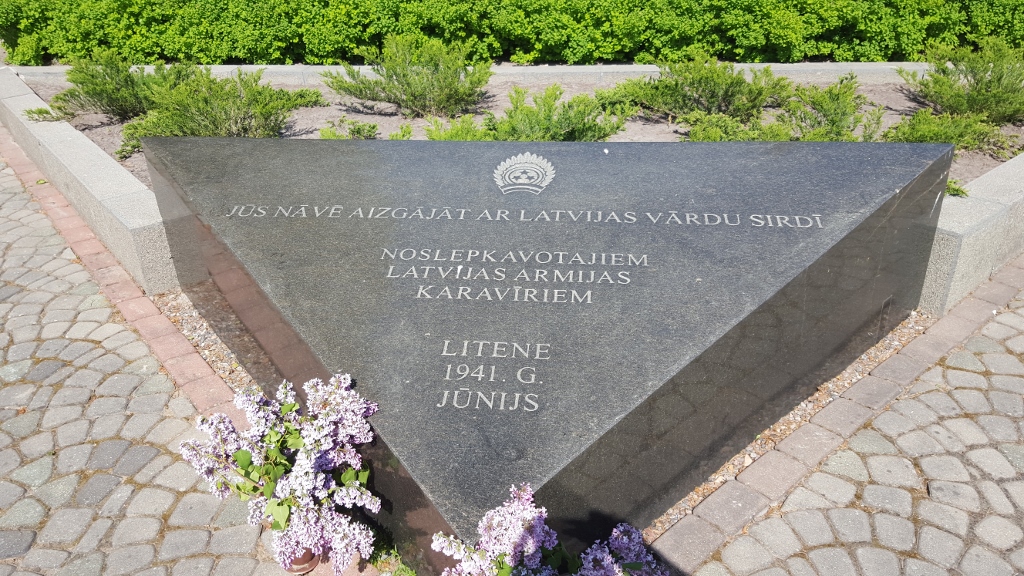 JŪS NĀVĒ AIZGĀJĀT AR LATVIJAS VĀRDU SIRDĪ
NOSLEPKAVOTAJIEM
LATVIJAS ARMIJAS
KARAVĪRIEM
LITENE
1941. G.
JŪNIJS